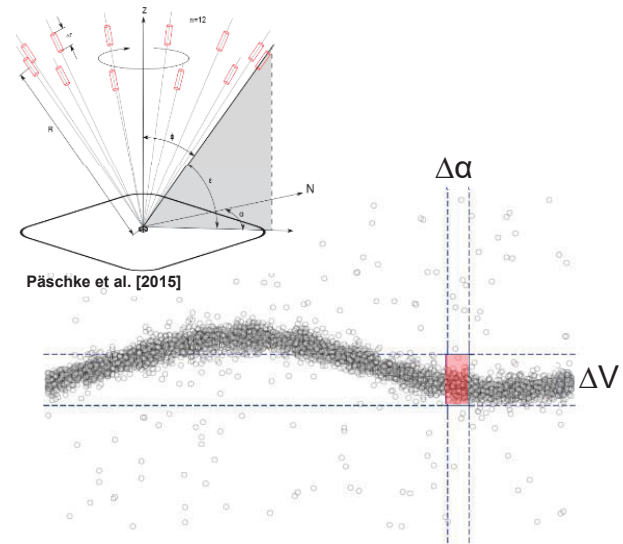 Z
n=12
Δr
R
ϕ
ε
N
α
Päschke et al. [2015]
Δα
ΔV